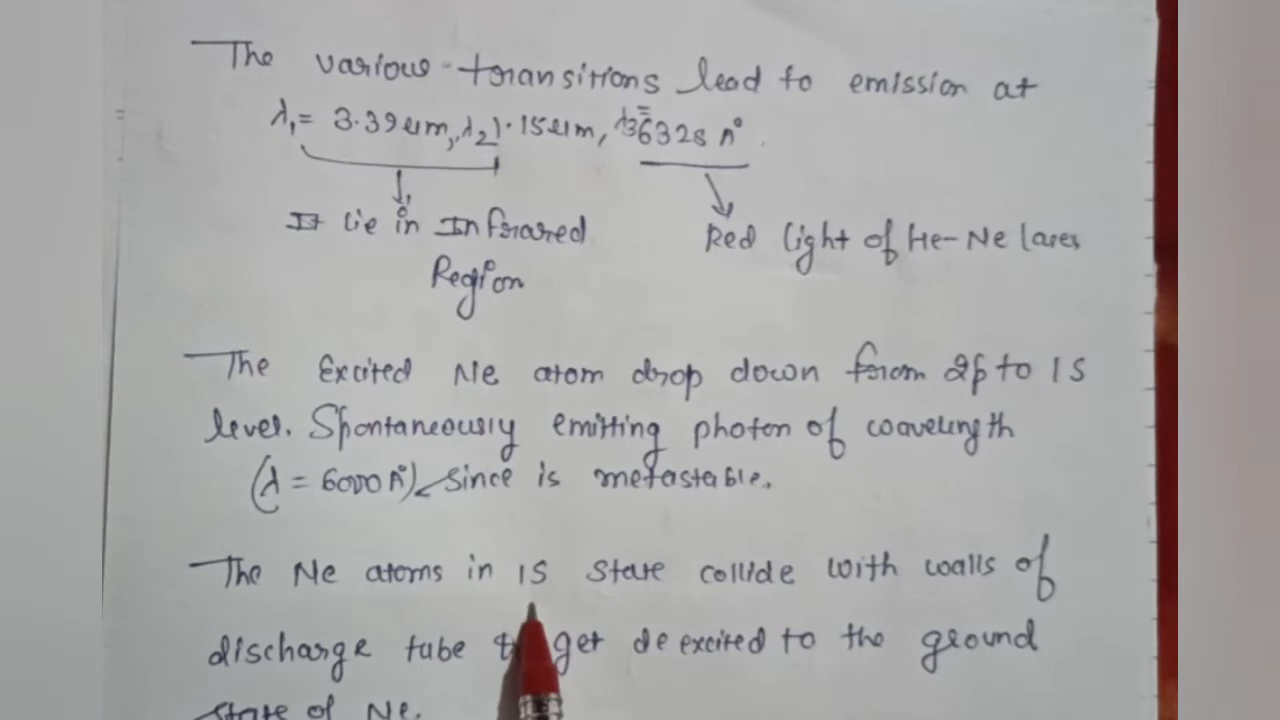 The various transitions lead to emission at
λ₁= 3.39 μm, λ₂ 1.15 μm, λ3= 6328 A°
It lie in Infrared
Red light of He-Ne laser
Region
The Excited Ne atom drop down from 2p to 1S
level. Spontaneously emitting photon of wavelength
(λ = 6000 A°) since is metastable.
The Ne atoms in 1S state collide with walls of
discharge tube to get de excited to the ground
state of Ne.